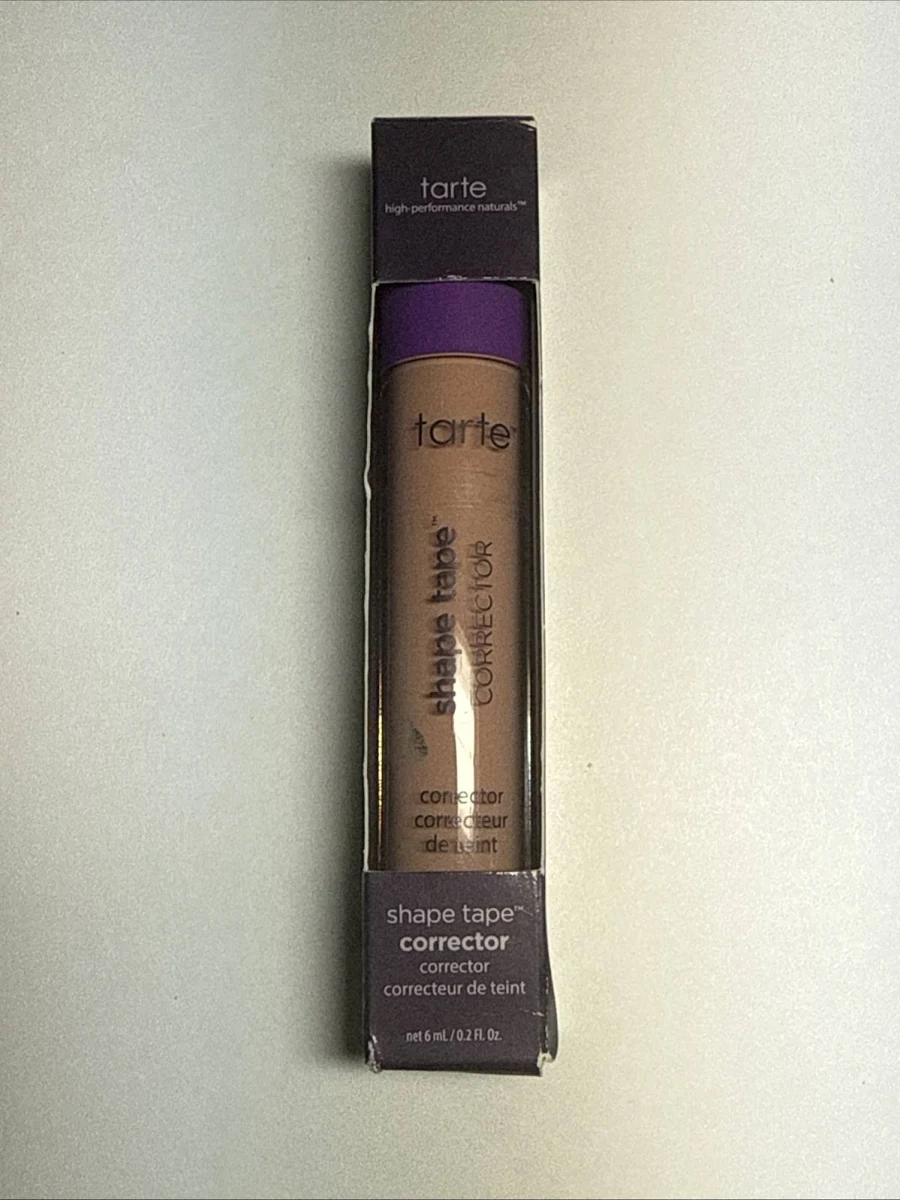 tarte
high-performance naturals™
tarte™
shape tape™
CORRECTOR
corrector
correcteur
de teint
shape tape™
corrector
corrector
correcteur de teint
net 6 mL / 0.2 Fl. Oz.